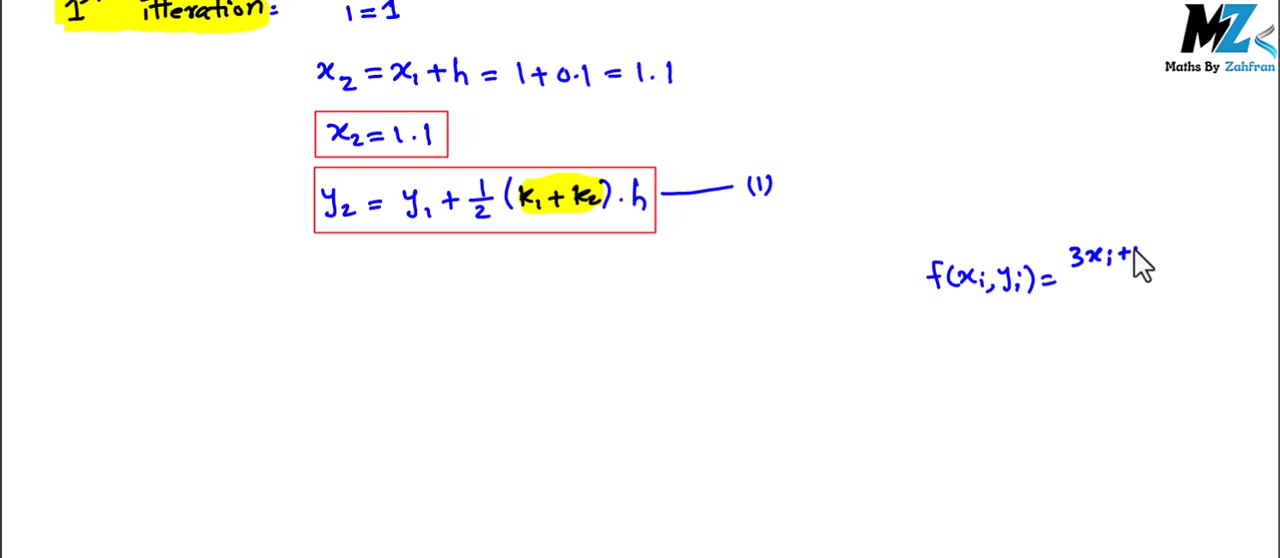 1 itteration: i=1
MZ
Maths By Zahfran
x₂ = x₁ + h = 1 + 0.1 = 1.1
x₂ = 1.1
y₂ = y₁ + 1/2 (k₁ + k₂) . h —— (1)
f(xᵢ, yᵢ) = 3xᵢ +